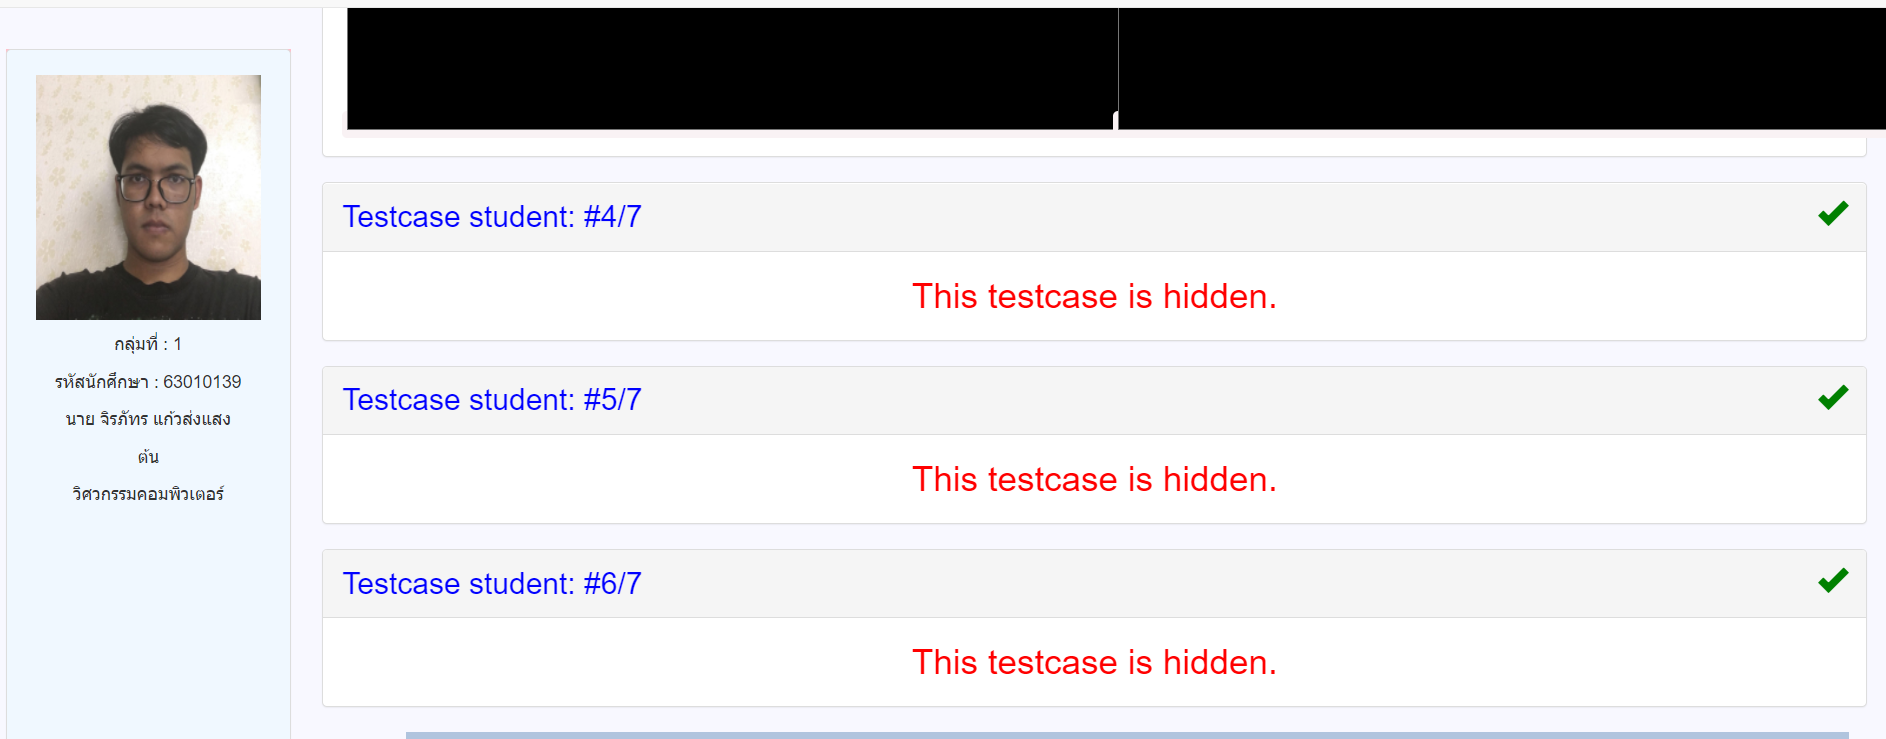 กลุ่มที่ : 1
รหัสนักศึกษา : 63010139
นาย จิรภัทร แก้วส่งแสง
ต้น
วิศวกรรมคอมพิวเตอร์
Testcase student: #4/7
This testcase is hidden.
Testcase student: #5/7
This testcase is hidden.
Testcase student: #6/7
This testcase is hidden.